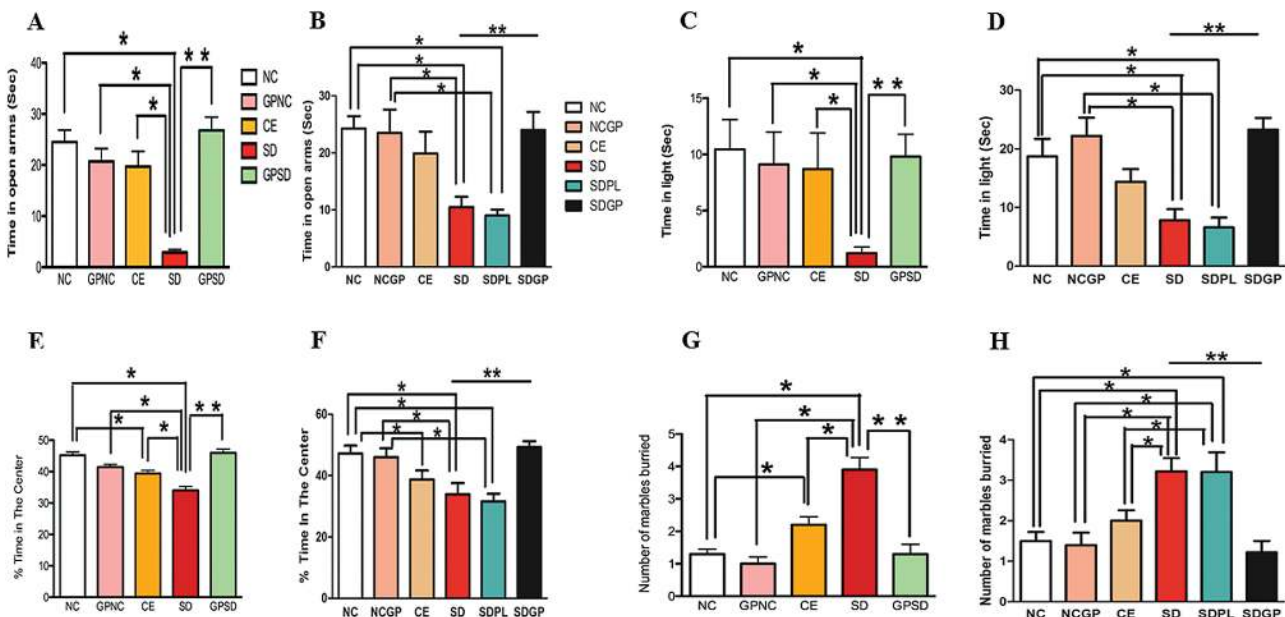 A
Time in open arms (Sec)
40
30
20
10
0
* * * **
NC GPNC CE SD GPSD
NC
GPNC
CE
SD
GPSD
B
Time in open arms (Sec)
30
20
10
0
* * * * **
NC NCGP CE SD SDPL SDGP
NC
NCGP
CE
SD
SDPL
SDGP
C
Time in light (Sec)
15
10
5
0
* * * **
NC GPNC CE SD GPSD
D
Time in light (Sec)
30
20
10
0
* * * * **
NC NCGP CE SD SDPL SDGP
E
% Time in The Center
50
40
30
20
10
0
* * * * **
NC GPNC CE SD GPSD
F
% Time In The Center
60
40
20
0
* * * * * **
NC NCGP CE SD SDPL SDGP
G
Number of marbles burried
5
4
3
2
1
0
* * * * **
NC GPNC CE SD GPSD
H
Number of marbles burried
4
3
2
1
0
* * * * * * **
NC NCGP CE SD SDPL SDGP